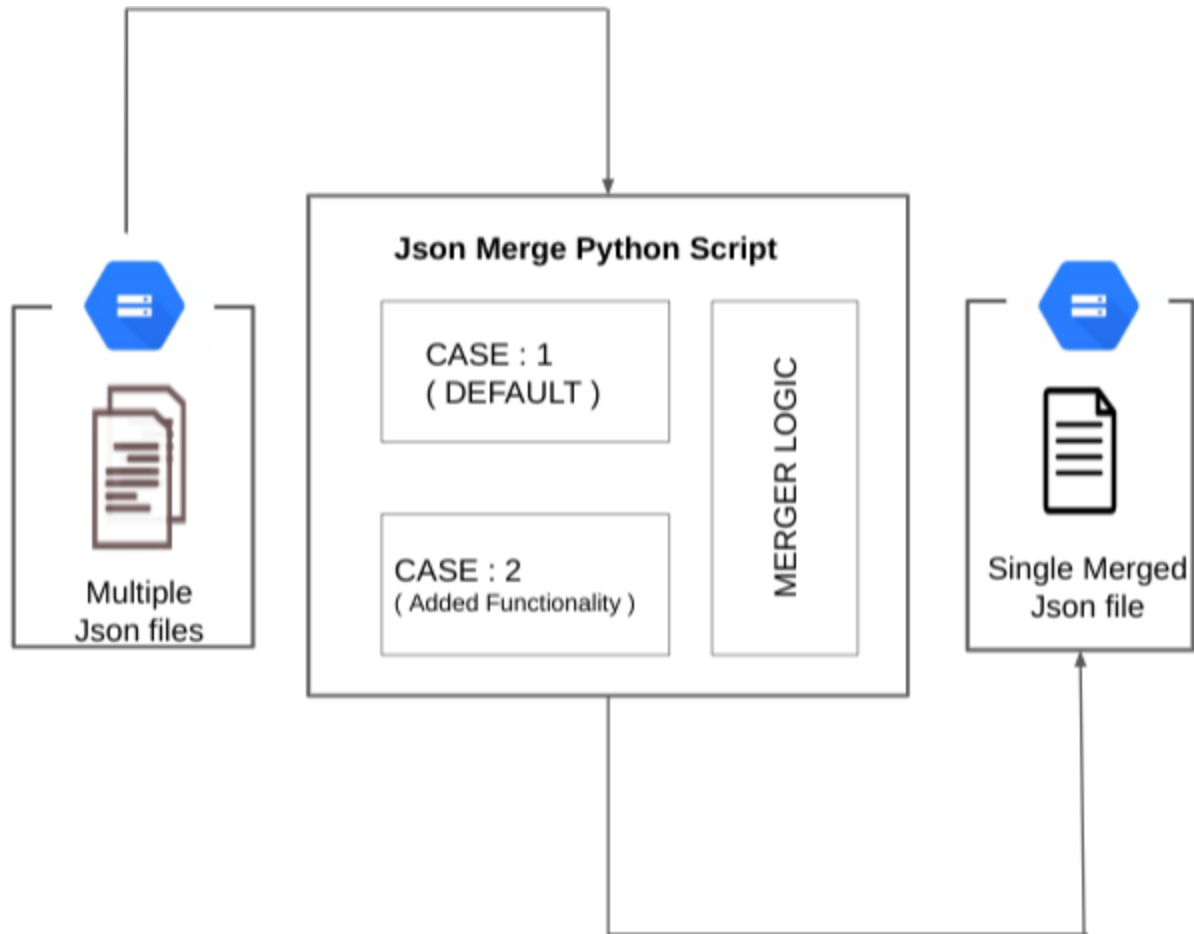 Json Merge Python Script
CASE : 1
( DEFAULT )
CASE : 2
( Added Functionality )
MERGER LOGIC
Multiple
Json files
Single Merged
Json file